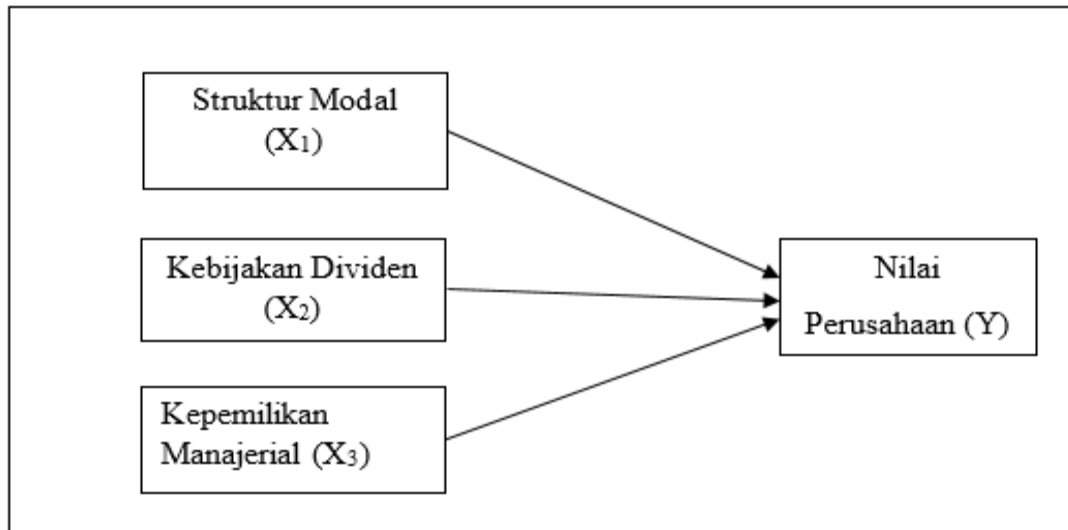 Struktur Modal
(X₁)
Kebijakan Dividen
(X₂)
Kepemilikan
Manajerial (X₃)
Nilai
Perusahaan (Y)